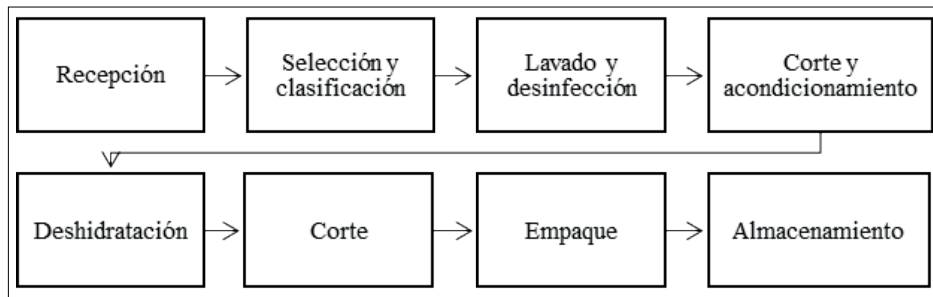 Recepción
Selección y
clasificación
Lavado y
desinfección
Corte y
acondicionamiento
Deshidratación
Corte
Empaque
Almacenamiento